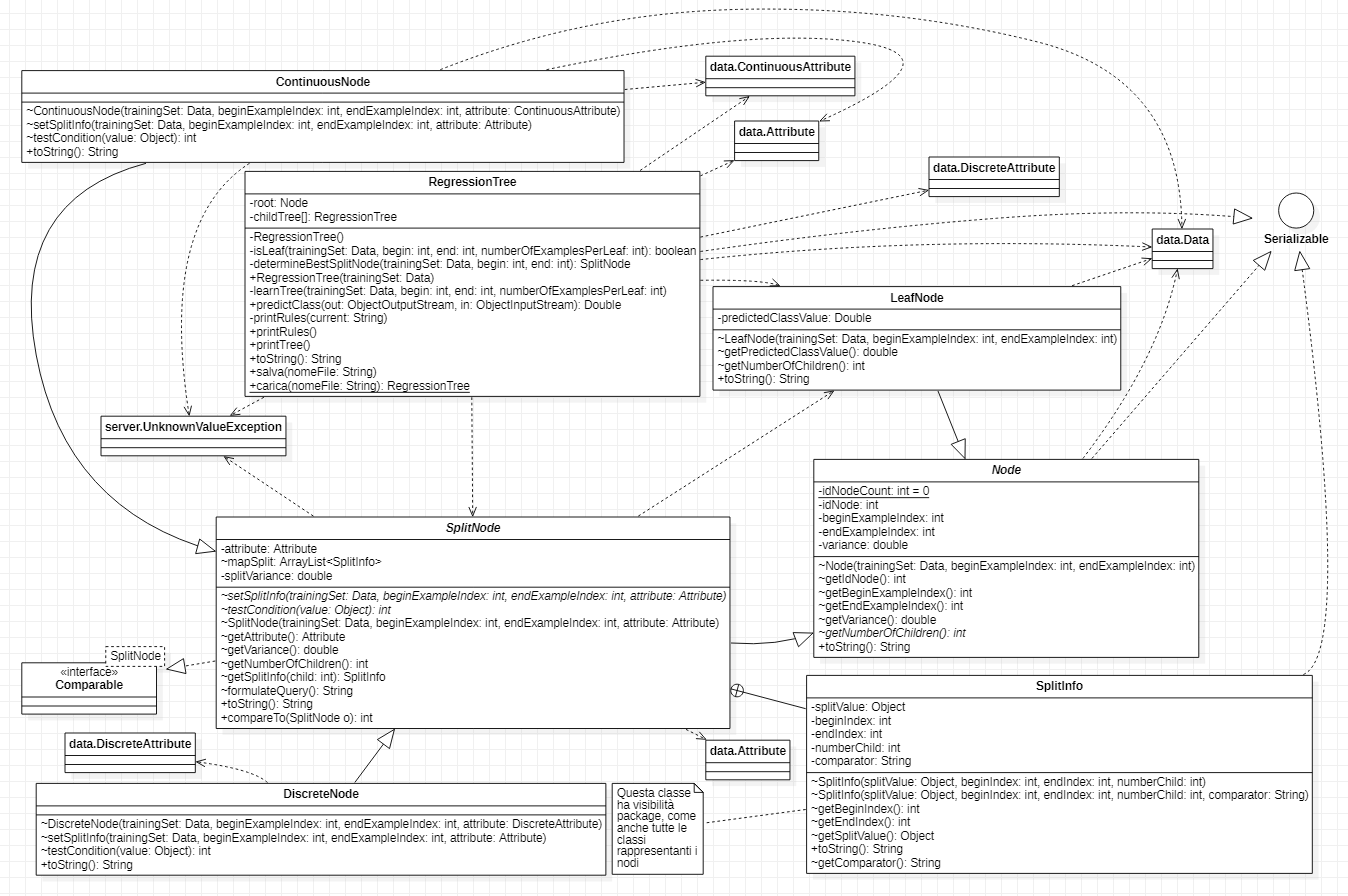 ContinuousNode
~ContinuousNode(trainingSet: Data, beginExampleIndex: int, endExampleIndex: int, attribute: ContinuousAttribute)
~setSplitInfo(trainingSet: Data, beginExampleIndex: int, endExampleIndex: int, attribute: Attribute)
~testCondition(value: Object): int
+toString(): String
data.ContinuousAttribute
data.Attribute
data.DiscreteAttribute
Serializable
data.Data
RegressionTree
-root: Node
-childTree[]: RegressionTree
-RegressionTree()
-isLeaf(trainingSet: Data, begin: int, end: int, numberOfExamplesPerLeaf: int): boolean
-determineBestSplitNode(trainingSet: Data, begin: int, end: int): SplitNode
+RegressionTree(trainingSet: Data)
-learnTree(trainingSet: Data, begin: int, end: int, numberOfExamplesPerLeaf: int)
+predictClass(out: ObjectOutputStream, in: ObjectInputStream): Double
-printRules(current: String)
+printRules()
+printTree()
+toString(): String
+salva(nomeFile: String)
+carica(nomeFile: String): RegressionTree
LeafNode
-predictedClassValue: Double
~LeafNode(trainingSet: Data, beginExampleIndex: int, endExampleIndex: int)
~getPredictedClassValue(): double
~getNumberOfChildren(): int
+toString(): String
server.UnknownValueException
Node
-idNodeCount: int = 0
-idNode: int
-beginExampleIndex: int
-endExampleIndex: int
-variance: double
~Node(trainingSet: Data, beginExampleIndex: int, endExampleIndex: int)
~getIdNode(): int
~getBeginExampleIndex(): int
~getEndExampleIndex(): int
~getVariance(): double
~getNumberOfChildren(): int
+toString(): String
SplitNode
-attribute: Attribute
~mapSplit: ArrayList<SplitInfo>
-splitVariance: double
~setSplitInfo(trainingSet: Data, beginExampleIndex: int, endExampleIndex: int, attribute: Attribute)
~testCondition(value: Object): int
~SplitNode(trainingSet: Data, beginExampleIndex: int, endExampleIndex: int, attribute: Attribute)
~getAttribute(): Attribute
~getVariance(): double
~getNumberOfChildren(): int
~getSplitInfo(child: int): SplitInfo
~formulateQuery(): String
+toString(): String
+compareTo(SplitNode o): int
SplitNode
«interface»
Comparable
SplitInfo
-splitValue: Object
-beginIndex: int
-endIndex: int
-numberChild: int
-comparator: String
~SplitInfo(splitValue: Object, beginIndex: int, endIndex: int, numberChild: int)
~SplitInfo(splitValue: Object, beginIndex: int, endIndex: int, numberChild: int, comparator: String)
~getBeginIndex(): int
~getEndIndex(): int
~getSplitValue(): Object
+toString(): String
~getComparator(): String
data.DiscreteAttribute
data.Attribute
DiscreteNode
~DiscreteNode(trainingSet: Data, beginExampleIndex: int, endExampleIndex: int, attribute: DiscreteAttribute)
~setSplitInfo(trainingSet: Data, beginExampleIndex: int, endExampleIndex: int, attribute: Attribute)
~testCondition(value: Object): int
+toString(): String
Questa classe
ha visibilità
package, come
anche tutte le
classi
rappresentanti i
nodi